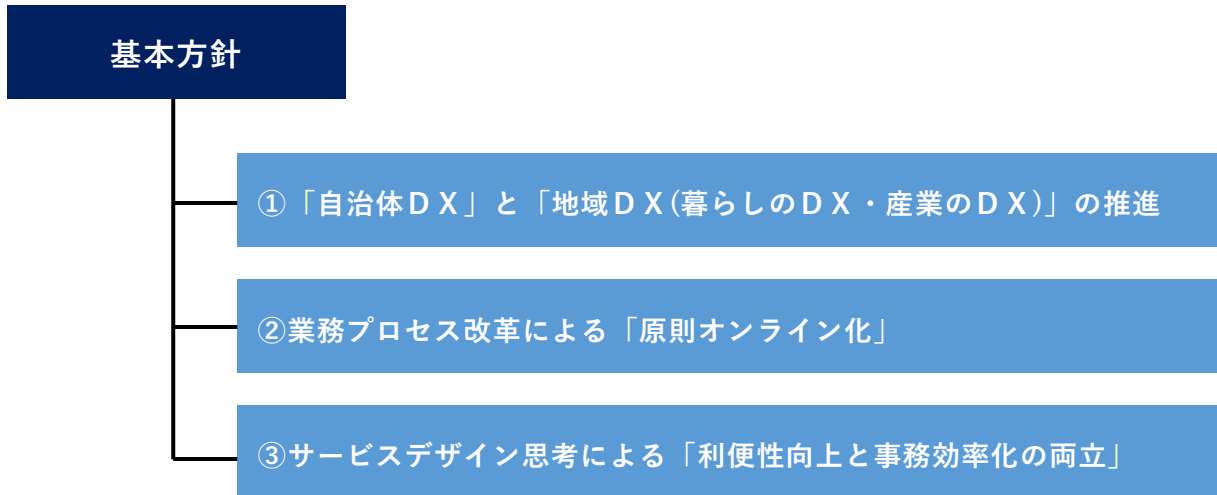 基本方針
①「自治体ＤＸ」と「地域ＤＸ(暮らしのＤＸ・産業のＤＸ)」の推進
②業務プロセス改革による「原則オンライン化」
③サービスデザイン思考による「利便性向上と事務効率化の両立」